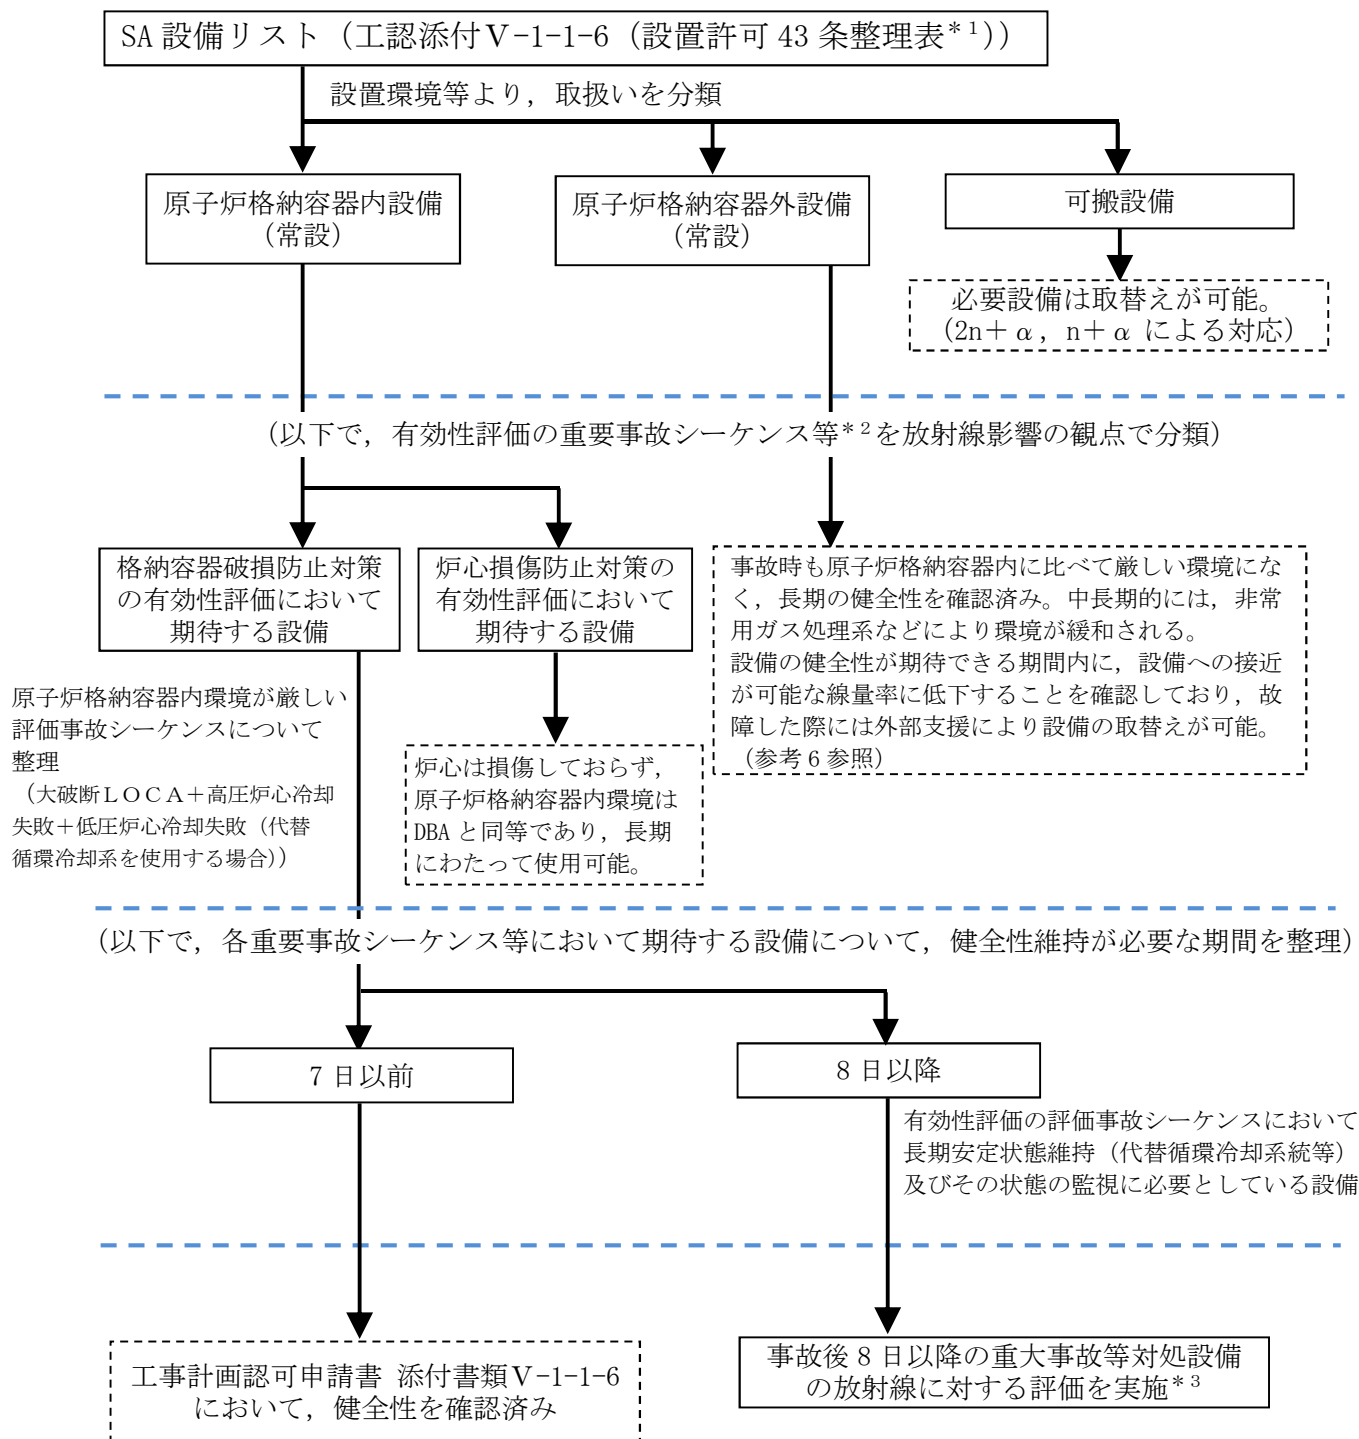 SA 設備リスト（工認添付Ⅴ-1-1-6（設置許可 43 条整理表*¹））
設置環境等より，取扱いを分類
原子炉格納容器内設備
（常設）
原子炉格納容器外設備
（常設）
可搬設備
必要設備は取替えが可能。
（2n＋α，n＋α による対応）
（以下で，有効性評価の重要事故シーケンス等*²を放射線影響の観点で分類）
格納容器破損防止対策
の有効性評価において
期待する設備
炉心損傷防止対策の
有効性評価において
期待する設備
事故時も原子炉格納容器内に比べて厳しい環境にな
く，長期の健全性を確認済み。中長期的には，非常
用ガス処理系などにより環境が緩和される。
設備の健全性が期待できる期間内に，設備への接近
が可能な線量率に低下することを確認しており，故
障した際には外部支援により設備の取替えが可能。
（参考６参照）
原子炉格納容器内環境が厳しい
評価事故シーケンスについて
整理
（大破断ＬＯＣＡ＋高圧炉心冷却
失敗＋低圧炉心冷却失敗（代替
循環冷却系を使用する場合））
炉心は損傷しておらず，
原子炉格納容器内環境は
DBA と同等であり，長期
にわたって使用可能。
（以下で，各重要事故シーケンス等において期待する設備について，健全性維持が必要な期間を整理）
７日以前
８日以降
有効性評価の評価事故シーケンスにおいて
長期安定状態維持（代替循環冷却系統等）
及びその状態の監視に必要としている設備
工事計画認可申請書 添付書類Ⅴ-1-1-6
において，健全性を確認済み
事故後８日以降の重大事故等対処設備
の放射線に対する評価を実施*³